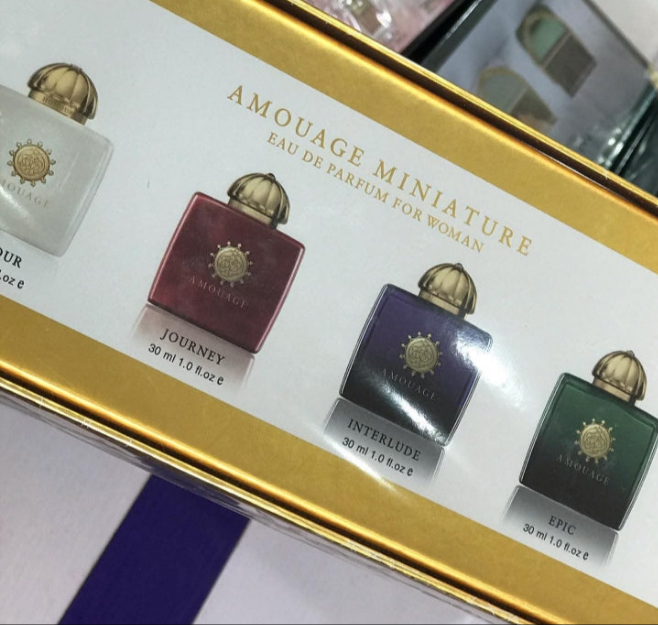 AMOUAGE MINIATURE
EAU DE PARFUM FOR WOMAN
OUR
.oz e
AMOUAGE
JOURNEY
30 ml 1.0 fl.oz e
AMOUAGE
INTERLUDE
30 ml 1.0 fl.oz e
AMOUAGE
EPIC
30 ml 1.0 fl.oz e